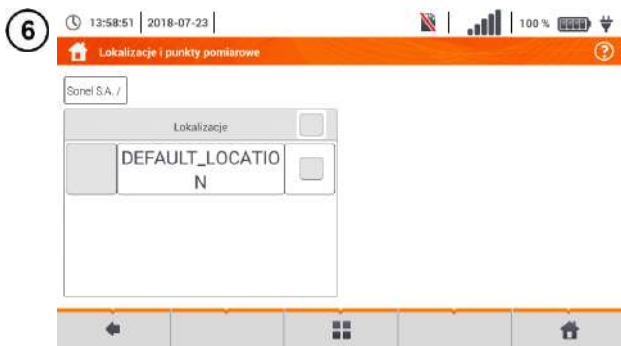 6
13:58:51 2018-07-23 100 %
Lokalizacje i punkty pomiarowe ?
Sonel S.A. /
Lokalizacje
DEFAULT_LOCATIO
N